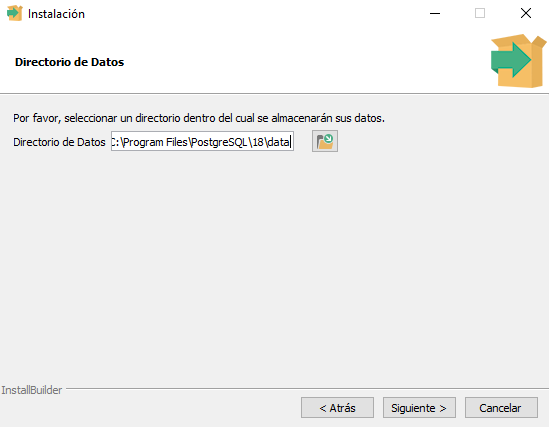 Instalación
Directorio de Datos
Por favor, seleccionar un directorio dentro del cual se almacenarán sus datos.
Directorio de Datos C:\Program Files\PostgreSQL\18\data
InstallBuilder
< Atrás Siguiente > Cancelar